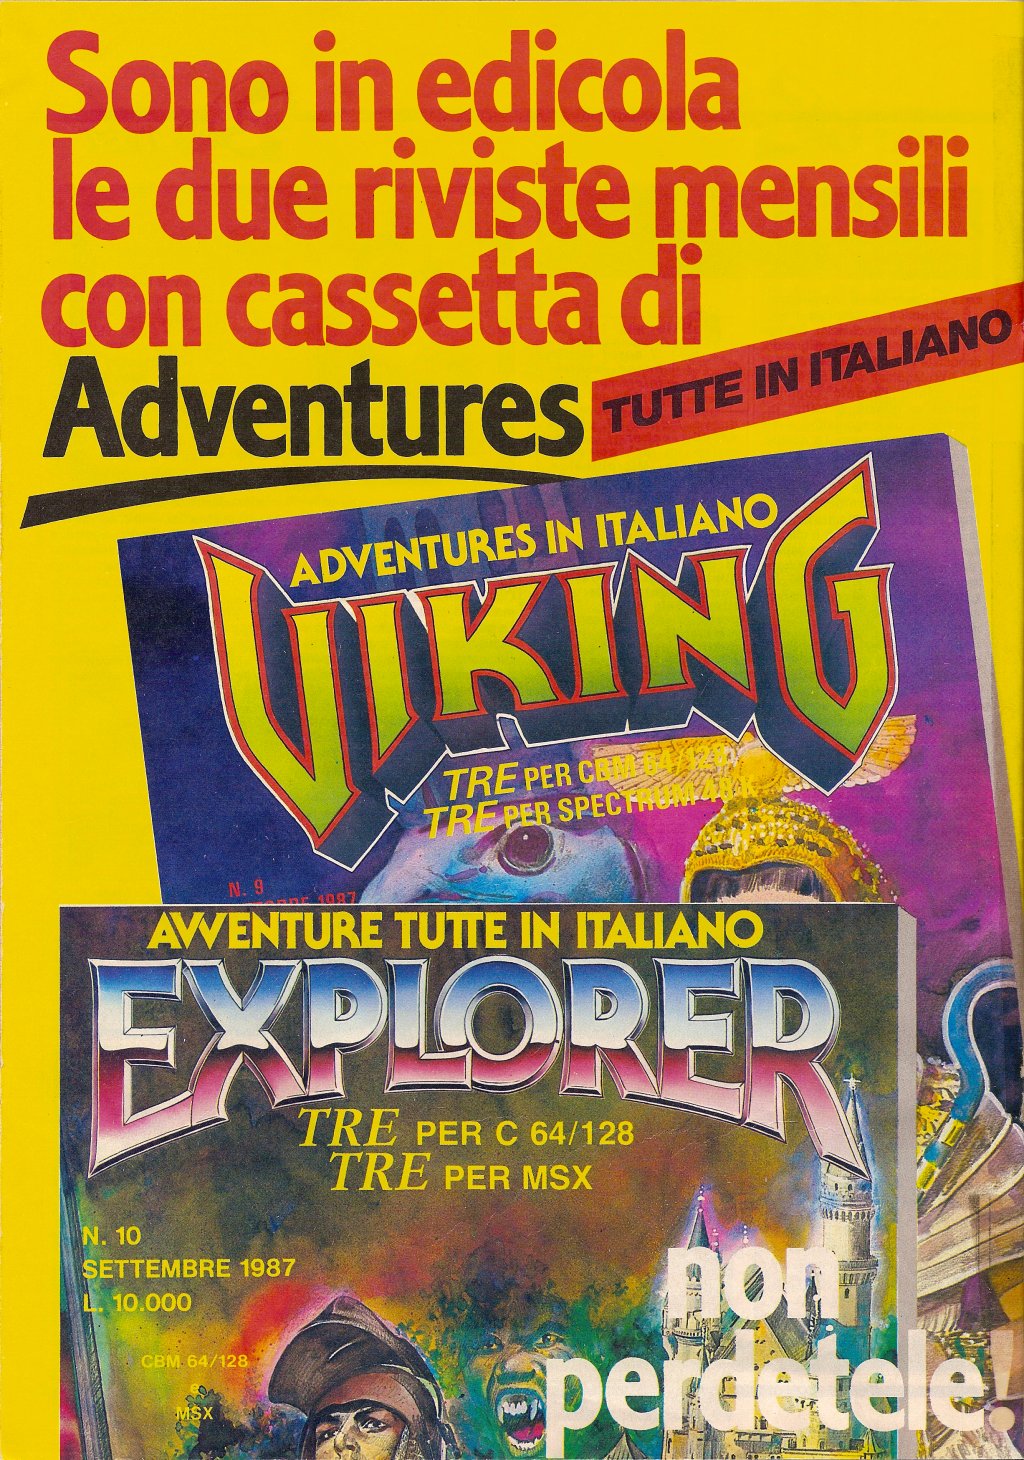 Sono in edicola
le due riviste mensili
con cassetta di
Adventures
TUTTE IN ITALIANO
ADVENTURES IN ITALIANO
VIKING
TRE PER CBM 64/128
TRE PER SPECTRUM 48 K
N. 9
1987
AVVENTURE TUTTE IN ITALIANO
EXPLORER
TRE PER C 64/128
TRE PER MSX
N. 10
SETTEMBRE 1987
L. 10.000
CBM 64/128
MSX
non
perdetele!